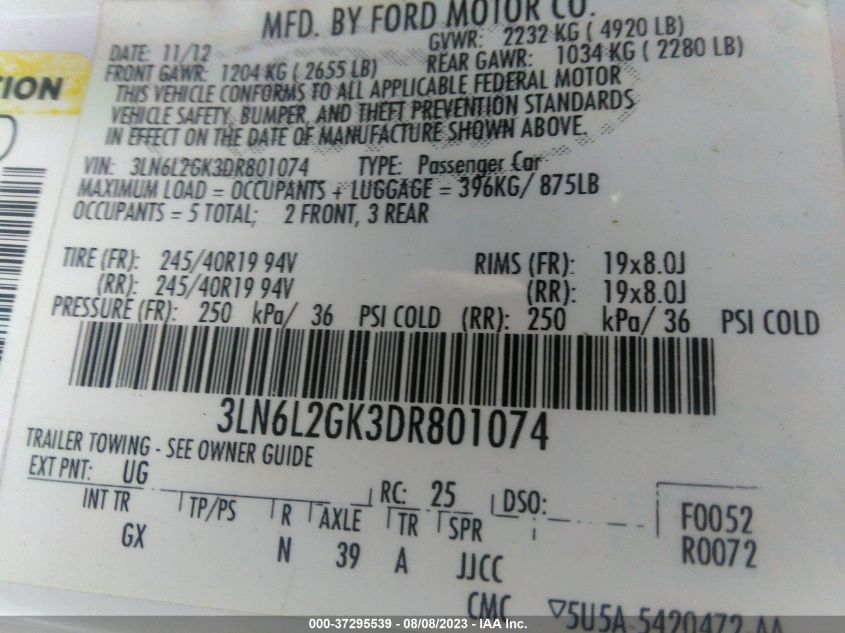 MFD. BY FORD MOTOR CO.
DATE: 11/12 GVWR: 2232 KG ( 4920 LB)
FRONT GAWR: 1204 KG ( 2655 LB) REAR GAWR: 1034 KG ( 2280 LB)
THIS VEHICLE CONFORMS TO ALL APPLICABLE FEDERAL MOTOR
VEHICLE SAFETY, BUMPER, AND THEFT PREVENTION STANDARDS
IN EFFECT ON THE DATE OF MANUFACTURE SHOWN ABOVE.
VIN: 3LN6L2GK3DR801074 TYPE: Passenger Car
MAXIMUM LOAD = OCCUPANTS + LUGGAGE = 396KG/ 875LB
OCCUPANTS = 5 TOTAL; 2 FRONT, 3 REAR
TIRE (FR): 245/40R19 94V RIMS (FR): 19x8.0J
(RR): 245/40R19 94V (RR): 19x8.0J
PRESSURE (FR): 250 kPa/ 36 PSI COLD (RR): 250 kPa/ 36 PSI COLD
3LN6L2GK3DR801074
TRAILER TOWING - SEE OWNER GUIDE
EXT PNT: UG RC: 25 DSO:
INT TR TP/PS R AXLE TR SPR F0052
GX N 39 A JJCC R0072
CMC ▽5U5A-5420472-AA
000-37295539 - 08/08/2023 - IAA Inc.